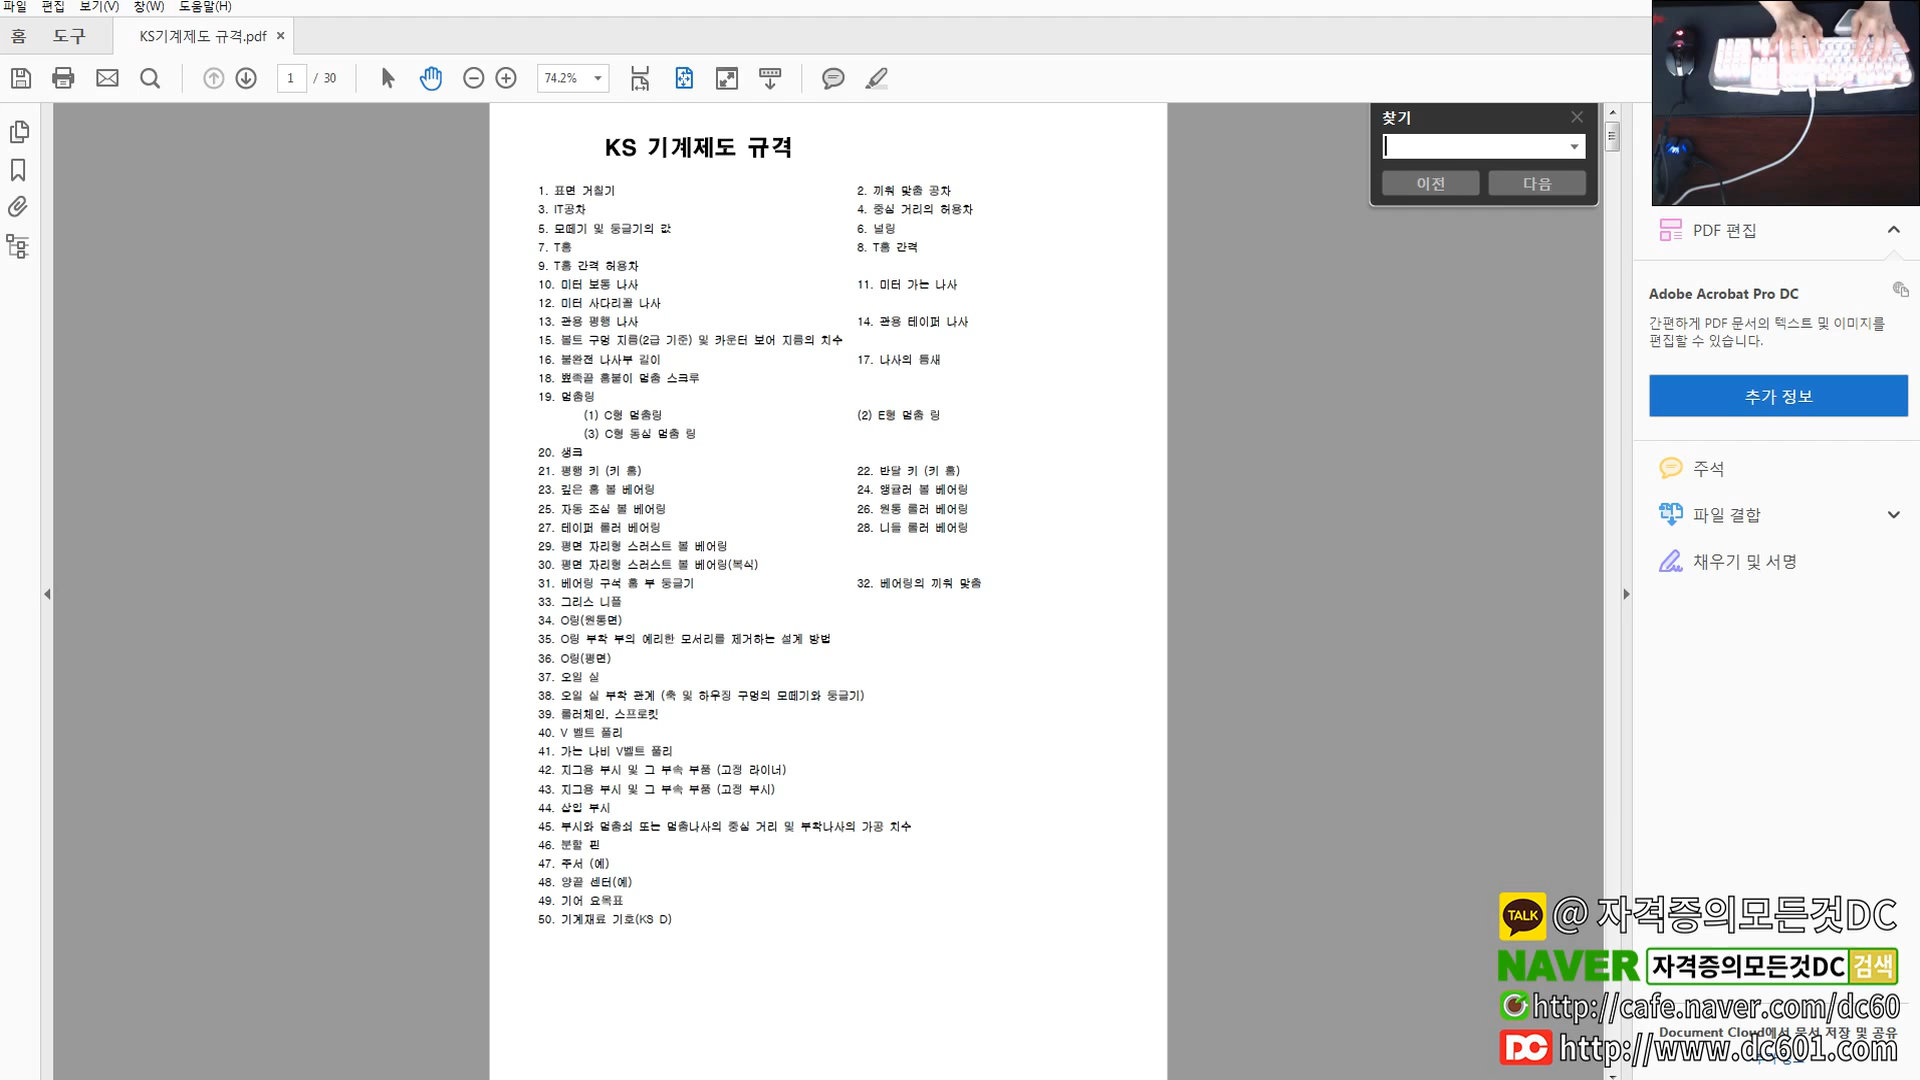 파일 편집 보기(V) 창(W) 도움말(H)
홈 도구 KS기계제도 규격.pdf ×
1 / 30 74.2%
찾기
이전 다음
KS 기계제도 규격
1. 표면 거칠기 2. 끼워 맞춤 공차
3. IT공차 4. 중심 거리의 허용차
5. 모떼기 및 둥글기의 값 6. 널링
7. T홈 8. T홈 간격
9. T홈 간격 허용차
10. 미터 보통 나사 11. 미터 가는 나사
12. 미터 사다리꼴 나사
13. 관용 평행 나사 14. 관용 테이퍼 나사
15. 볼트 구멍 지름(2급 기준) 및 카운터 보어 지름의 치수
16. 불완전 나사부 길이 17. 나사의 틈새
18. 뾰족끝 홈붙이 멈춤 스크루
19. 멈춤링
(1) C형 멈춤링 (2) E형 멈춤 링
(3) C형 동심 멈춤 링
20. 생크
21. 평행 키 (키 홈) 22. 반달 키 (키 홈)
23. 깊은 홈 볼 베어링 24. 앵귤러 볼 베어링
25. 자동 조심 볼 베어링 26. 원통 롤러 베어링
27. 테이퍼 롤러 베어링 28. 니들 롤러 베어링
29. 평면 자리형 스러스트 볼 베어링
30. 평면 자리형 스러스트 볼 베어링(복식)
31. 베어링 구석 홈 부 둥글기 32. 베어링의 끼워 맞춤
33. 그리스 니플
34. O링(원통면)
35. O링 부착 부의 예리한 모서리를 제거하는 설계 방법
36. O링(평면)
37. 오일 실
38. 오일 실 부착 관계 (축 및 하우징 구멍의 모떼기와 둥글기)
39. 롤러체인, 스프로킷
40. V 벨트 풀리
41. 가는 나비 V벨트 풀리
42. 지그용 부시 및 그 부속 부품 (고정 라이너)
43. 지그용 부시 및 그 부속 부품 (고정 부시)
44. 삽입 부시
45. 부시와 멈춤쇠 또는 멈춤나사의 중심 거리 및 부착나사의 가공 치수
46. 분할 핀
47. 주서 (예)
48. 양끝 센터(예)
49. 기어 요목표
50. 기계재료 기호(KS D)
PDF 편집
Adobe Acrobat Pro DC
간편하게 PDF 문서의 텍스트 및 이미지를
편집할 수 있습니다.
추가 정보
주석
파일 결합
채우기 및 서명
TALK @ 자격증의모든것DC
NAVER 자격증의모든것DC 검색
http://cafe.naver.com/dc60
Document Cloud에서 문서 저장 및 공유
DC http://www.dc601.com